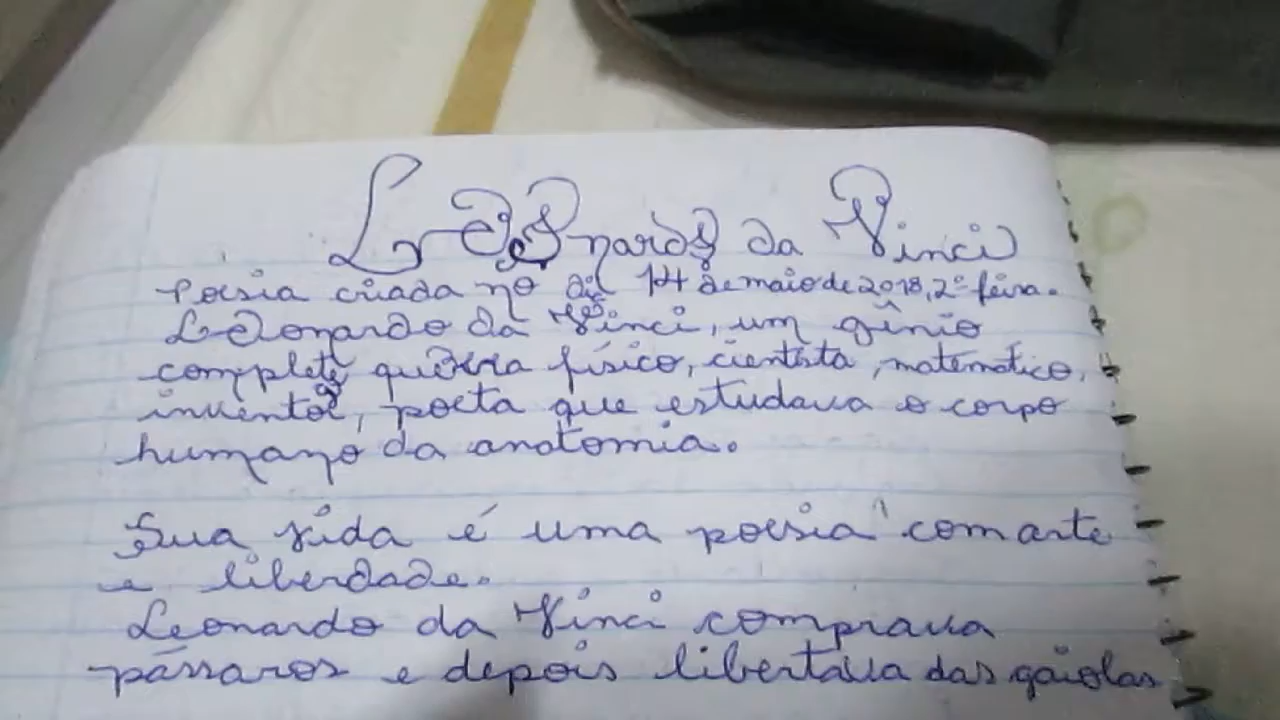 Leonardo da Vinci
Poesia criada no dia 14 de maio de 2018, 2ª feira.
Leonardo da Vinci, um gênio
completo que era físico, cientista, matemático,
inventor, poeta que estudava o corpo
humano da anatomia.
Sua vida é uma poesia com arte
e liberdade.
Leonardo da Vinci comprava
pássaros e depois libertava das gaiolas